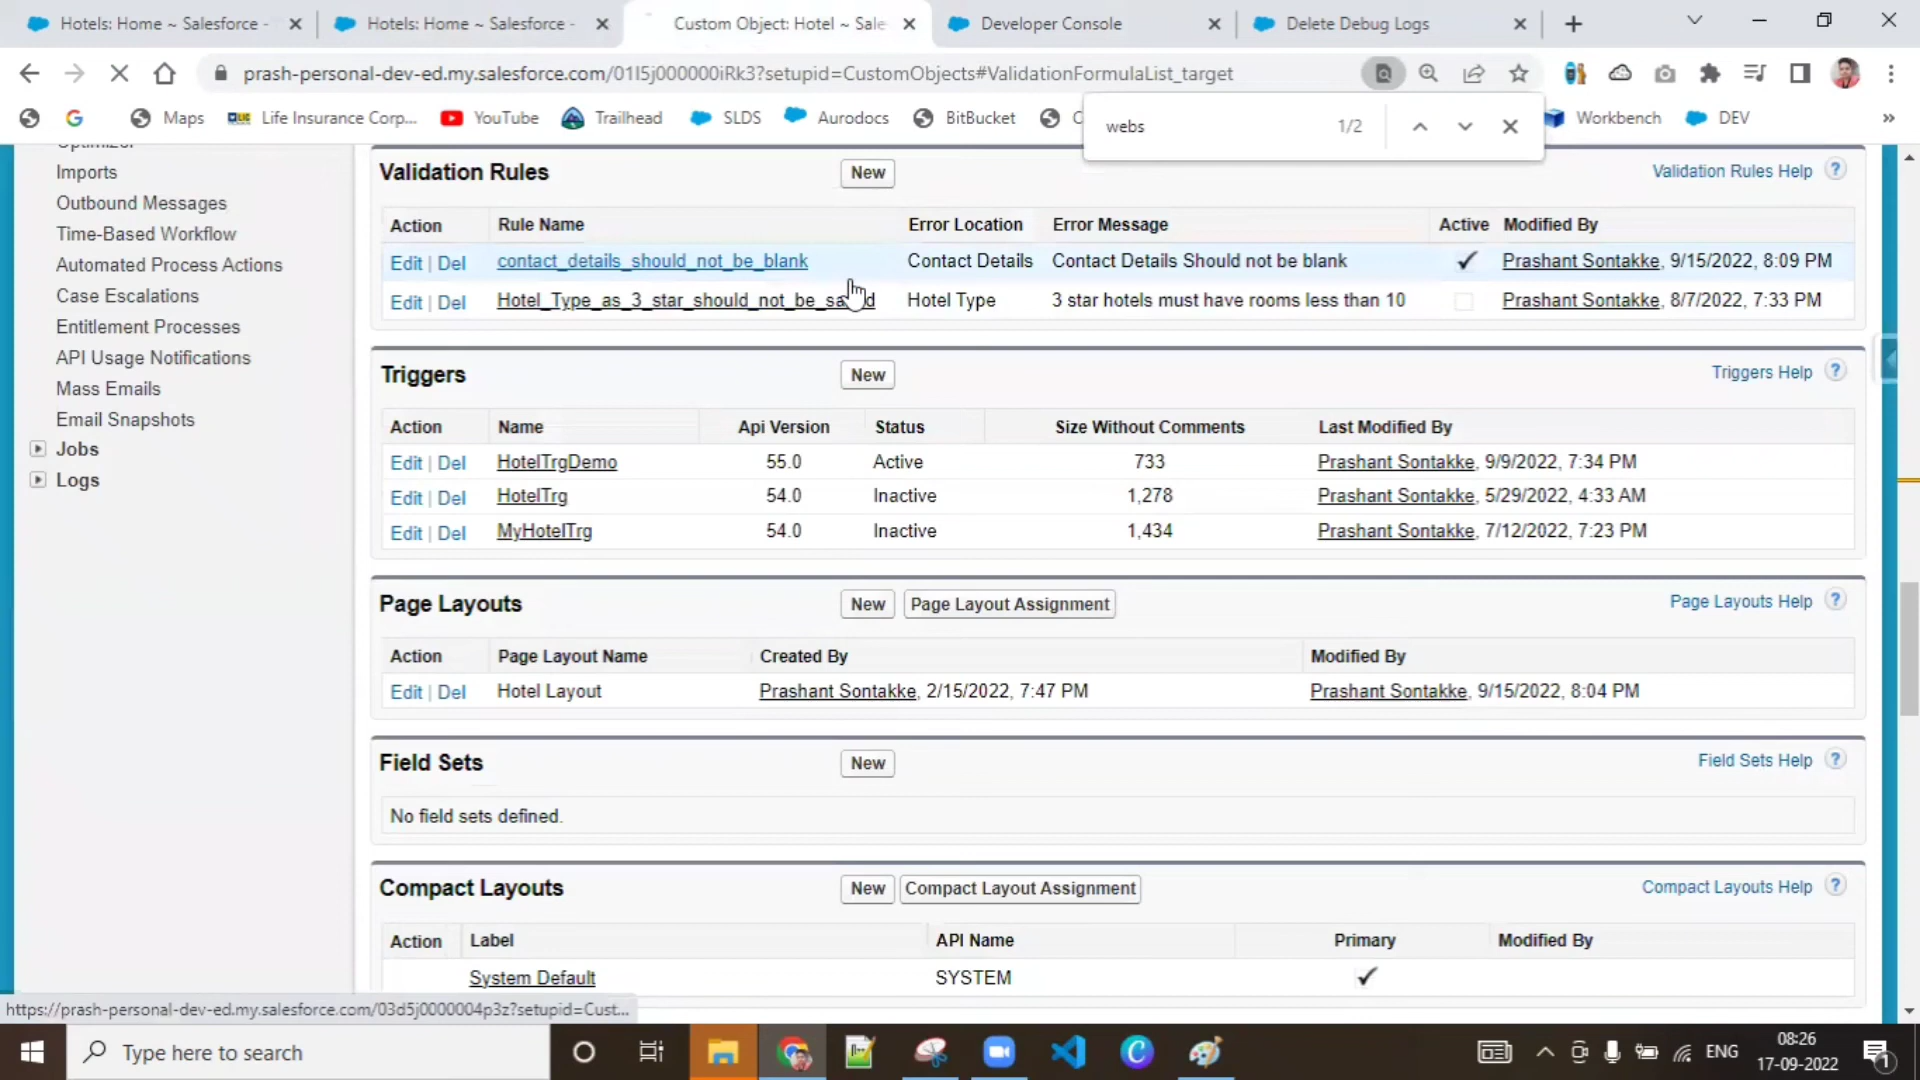 Hotels: Home ~ Salesforce -
Hotels: Home ~ Salesforce -
Custom Object: Hotel ~ Sale
Developer Console
Delete Debug Logs
prash-personal-dev-ed.my.salesforce.com/01I5j000000iRk3?setupid=CustomObjects#ValidationFormulaList_target
Maps
Life Insurance Corp...
YouTube
Trailhead
SLDS
Aurodocs
BitBucket
Workbench
DEV
»
webs
1/2
Imports
Outbound Messages
Time-Based Workflow
Automated Process Actions
Case Escalations
Entitlement Processes
API Usage Notifications
Mass Emails
Email Snapshots
Jobs
Logs
Validation Rules
New
Validation Rules Help ?
Action Rule Name Error Location Error Message Active Modified By
Edit | Del contact_details_should_not_be_blank Contact Details Contact Details Should not be blank Prashant Sontakke, 9/15/2022, 8:09 PM
Edit | Del Hotel Type 3 star hotels must have rooms less than 10 Prashant Sontakke, 8/7/2022, 7:33 PM
Triggers
New
Triggers Help ?
Action Name Api Version Status Size Without Comments Last Modified By
Edit | Del HotelTrgDemo 55.0 Active 733 Prashant Sontakke, 9/9/2022, 7:34 PM
Edit | Del HotelTrg 54.0 Inactive 1,278 Prashant Sontakke, 5/29/2022, 4:33 AM
Edit | Del MyHotelTrg 54.0 Inactive 1,434 Prashant Sontakke, 7/12/2022, 7:23 PM
Page Layouts
New
Page Layout Assignment
Page Layouts Help ?
Action Page Layout Name Created By Modified By
Edit | Del Hotel Layout Prashant Sontakke, 2/15/2022, 7:47 PM Prashant Sontakke, 9/15/2022, 8:04 PM
Field Sets
New
Field Sets Help ?
No field sets defined.
Compact Layouts
New
Compact Layout Assignment
Compact Layouts Help ?
Action Label API Name Primary Modified By
System Default SYSTEM
https://prash-personal-dev-ed.my.salesforce.com/03d5j0000004p3z?setupid=Cust...
Type here to search
ENG
08:26
17-09-2022
1